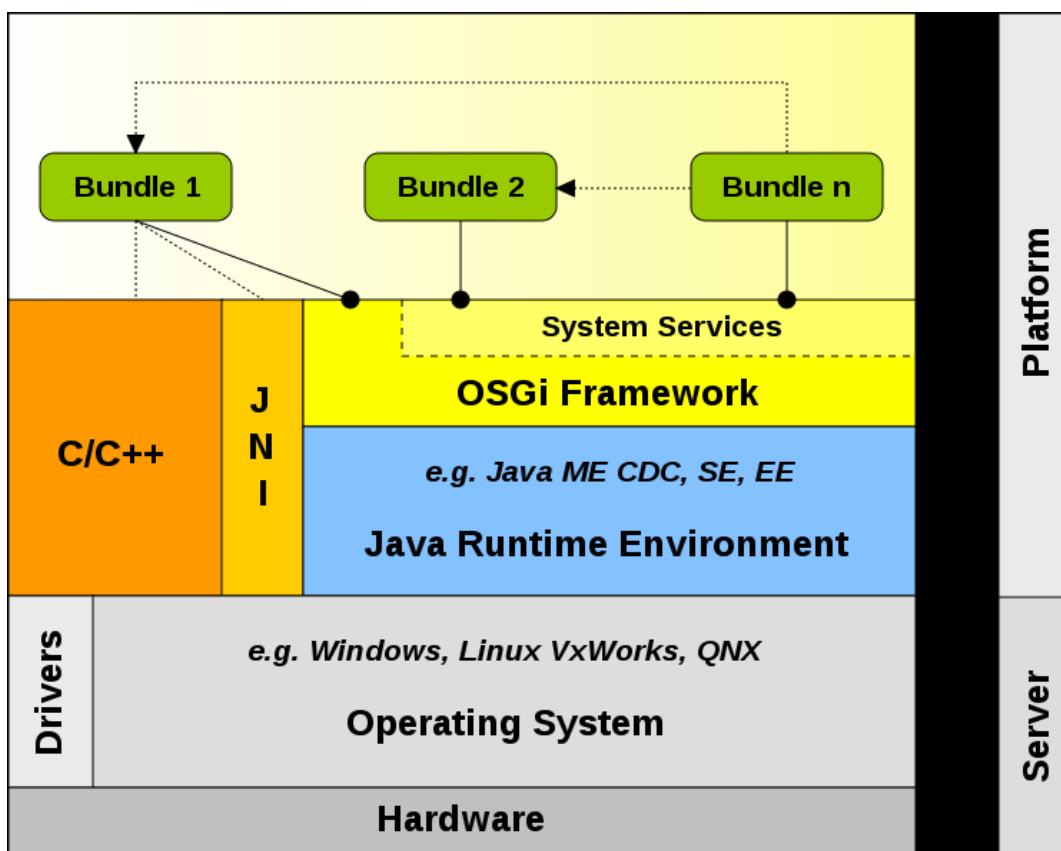 Bundle 1
Bundle 2
Bundle n
System Services
OSGi Framework
C/C++
J
N
I
e.g. Java ME CDC, SE, EE
Java Runtime Environment
Platform
Drivers
e.g. Windows, Linux VxWorks, QNX
Operating System
Server
Hardware